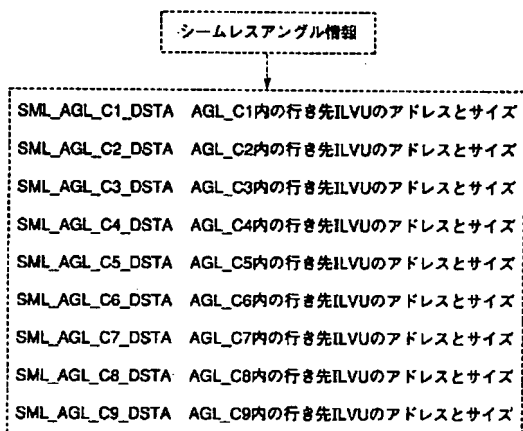 シームレスアングル情報
SML_AGL_C1_DSTA AGL_C1内の行き先ILVUのアドレスとサイズ
SML_AGL_C2_DSTA AGL_C2内の行き先ILVUのアドレスとサイズ
SML_AGL_C3_DSTA AGL_C3内の行き先ILVUのアドレスとサイズ
SML_AGL_C4_DSTA AGL_C4内の行き先ILVUのアドレスとサイズ
SML_AGL_C5_DSTA AGL_C5内の行き先ILVUのアドレスとサイズ
SML_AGL_C6_DSTA AGL_C6内の行き先ILVUのアドレスとサイズ
SML_AGL_C7_DSTA AGL_C7内の行き先ILVUのアドレスとサイズ
SML_AGL_C8_DSTA AGL_C8内の行き先ILVUのアドレスとサイズ
SML_AGL_C9_DSTA AGL_C9内の行き先ILVUのアドレスとサイズ